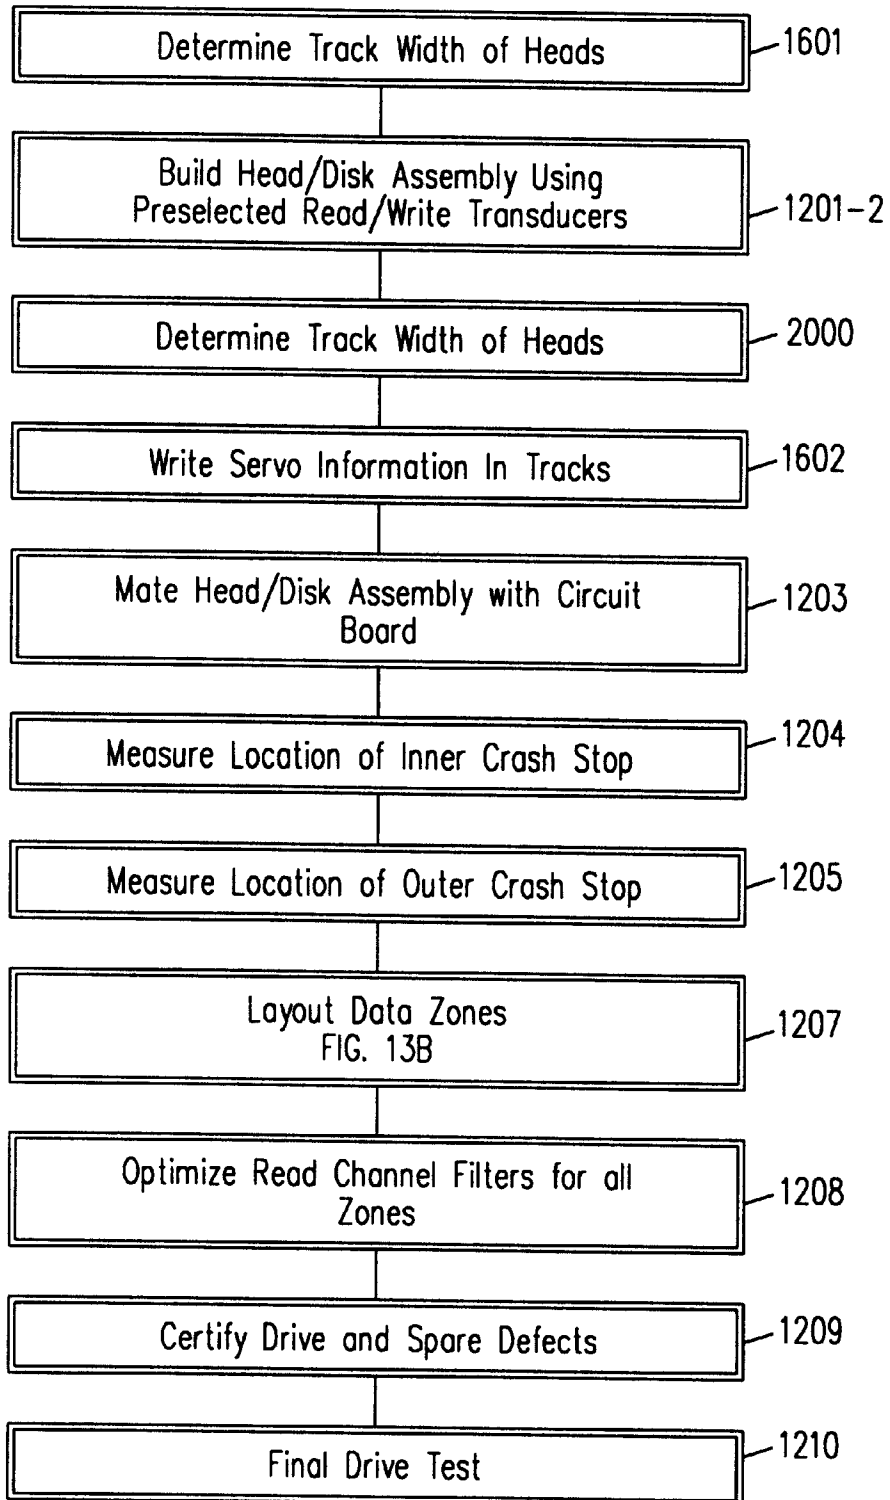 Determine Track Width of Heads
1601
Build Head/Disk Assembly Using
Preselected Read/Write Transducers
1201-2
Determine Track Width of Heads
2000
Write Servo Information In Tracks
1602
Mate Head/Disk Assembly with Circuit
Board
1203
Measure Location of Inner Crash Stop
1204
Measure Location of Outer Crash Stop
1205
Layout Data Zones
FIG. 13B
1207
Optimize Read Channel Filters for all
Zones
1208
Certify Drive and Spare Defects
1209
Final Drive Test
1210